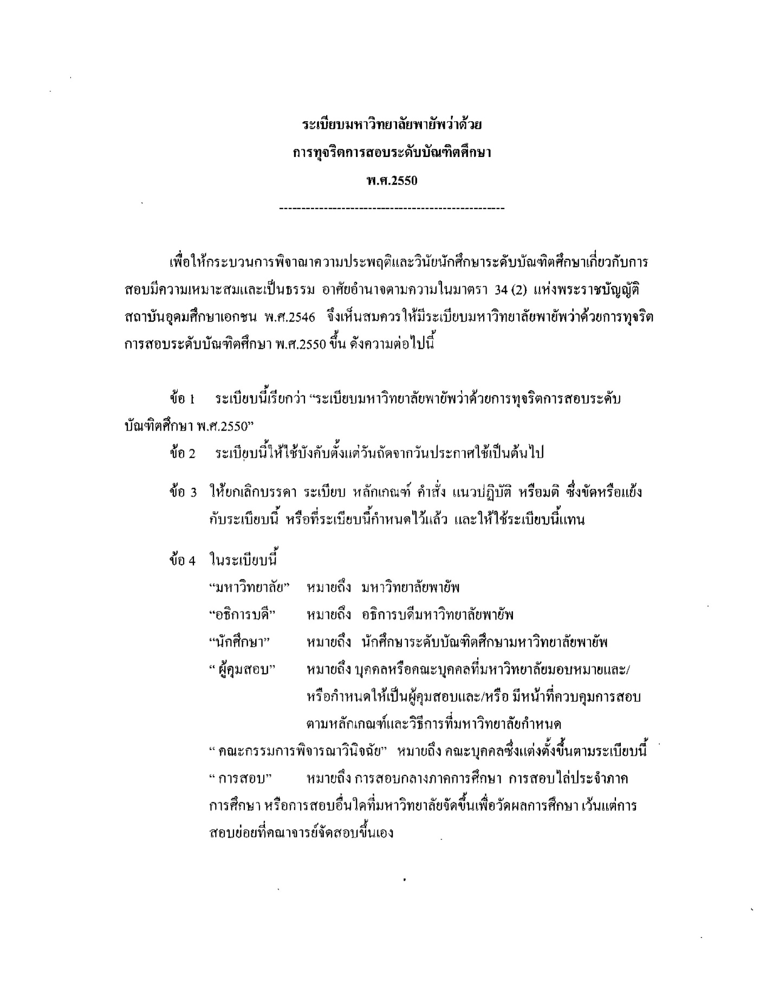 ระเบียบมหาวิทยาลัยพายัพว่าด้วย
การทุจริตการสอบระดับบัณฑิตศึกษา
พ.ศ.2550
---------------------------------------------------
เพื่อให้กระบวนการพิจาณาความประพฤติและวินัยนักศึกษาระดับบัณฑิตศึกษาเกี่ยวกับการ
สอบมีความเหมาะสมและเป็นธรรม อาศัยอำนาจตามความในมาตรา 34 (2) แห่งพระราชบัญญัติ
สถาบันอุดมศึกษาเอกชน พ.ศ.2546 จึงเห็นสมควรให้มีระเบียบมหาวิทยาลัยพายัพว่าด้วยการทุจริต
การสอบระดับบัณฑิตศึกษา พ.ศ.2550 ขึ้น ดังความต่อไปนี้
ข้อ 1 ระเบียบนี้เรียกว่า “ระเบียบมหาวิทยาลัยพายัพว่าด้วยการทุจริตการสอบระดับ
บัณฑิตศึกษา พ.ศ.2550”
ข้อ 2 ระเบียบนี้ให้ใช้บังคับตั้งแต่วันถัดจากวันประกาศใช้เป็นต้นไป
ข้อ 3 ให้ยกเลิกบรรดา ระเบียบ หลักเกณฑ์ คำสั่ง แนวปฏิบัติ หรือมติ ซึ่งขัดหรือแย้ง
กับระเบียบนี้ หรือที่ระเบียบนี้กำหนดไว้แล้ว และให้ใช้ระเบียบนี้แทน
ข้อ 4 ในระเบียบนี้
“มหาวิทยาลัย” หมายถึง มหาวิทยาลัยพายัพ
“อธิการบดี” หมายถึง อธิการบดีมหาวิทยาลัยพายัพ
“นักศึกษา” หมายถึง นักศึกษาระดับบัณฑิตศึกษามหาวิทยาลัยพายัพ
“ ผู้คุมสอบ” หมายถึง บุคคลหรือคณะบุคคลที่มหาวิทยาลัยมอบหมายและ/
หรือกำหนดให้เป็นผู้คุมสอบและ/หรือ มีหน้าที่ควบคุมการสอบ
ตามหลักเกณฑ์และวิธีการที่มหาวิทยาลัยกำหนด
“ คณะกรรมการพิจารณาวินิจฉัย” หมายถึง คณะบุคคลซึ่งแต่งตั้งขึ้นตามระเบียบนี้
“ การสอบ” หมายถึง การสอบกลางภาคการศึกษา การสอบไล่ประจำภาค
การศึกษา หรือการสอบอื่นใดที่มหาวิทยาลัยจัดขึ้นเพื่อวัดผลการศึกษา เว้นแต่การ
สอบย่อยที่คณาจารย์จัดสอบขึ้นเอง